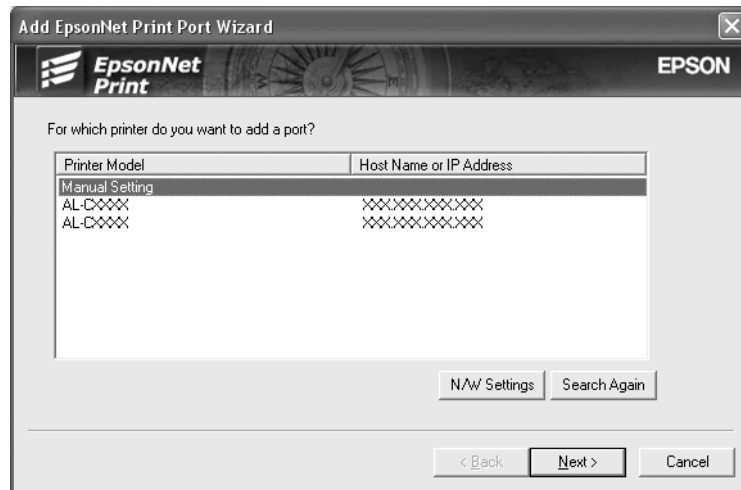 Add EpsonNet Print Port Wizard
EpsonNet
Print
EPSON
For which printer do you want to add a port?
Printer Model Host Name or IP Address
Manual Setting
AL-CXXXX XXX.XXX.XXX.XXX
AL-CXXXX XXX.XXX.XXX.XXX
N/W Settings Search Again
< Back Next > Cancel